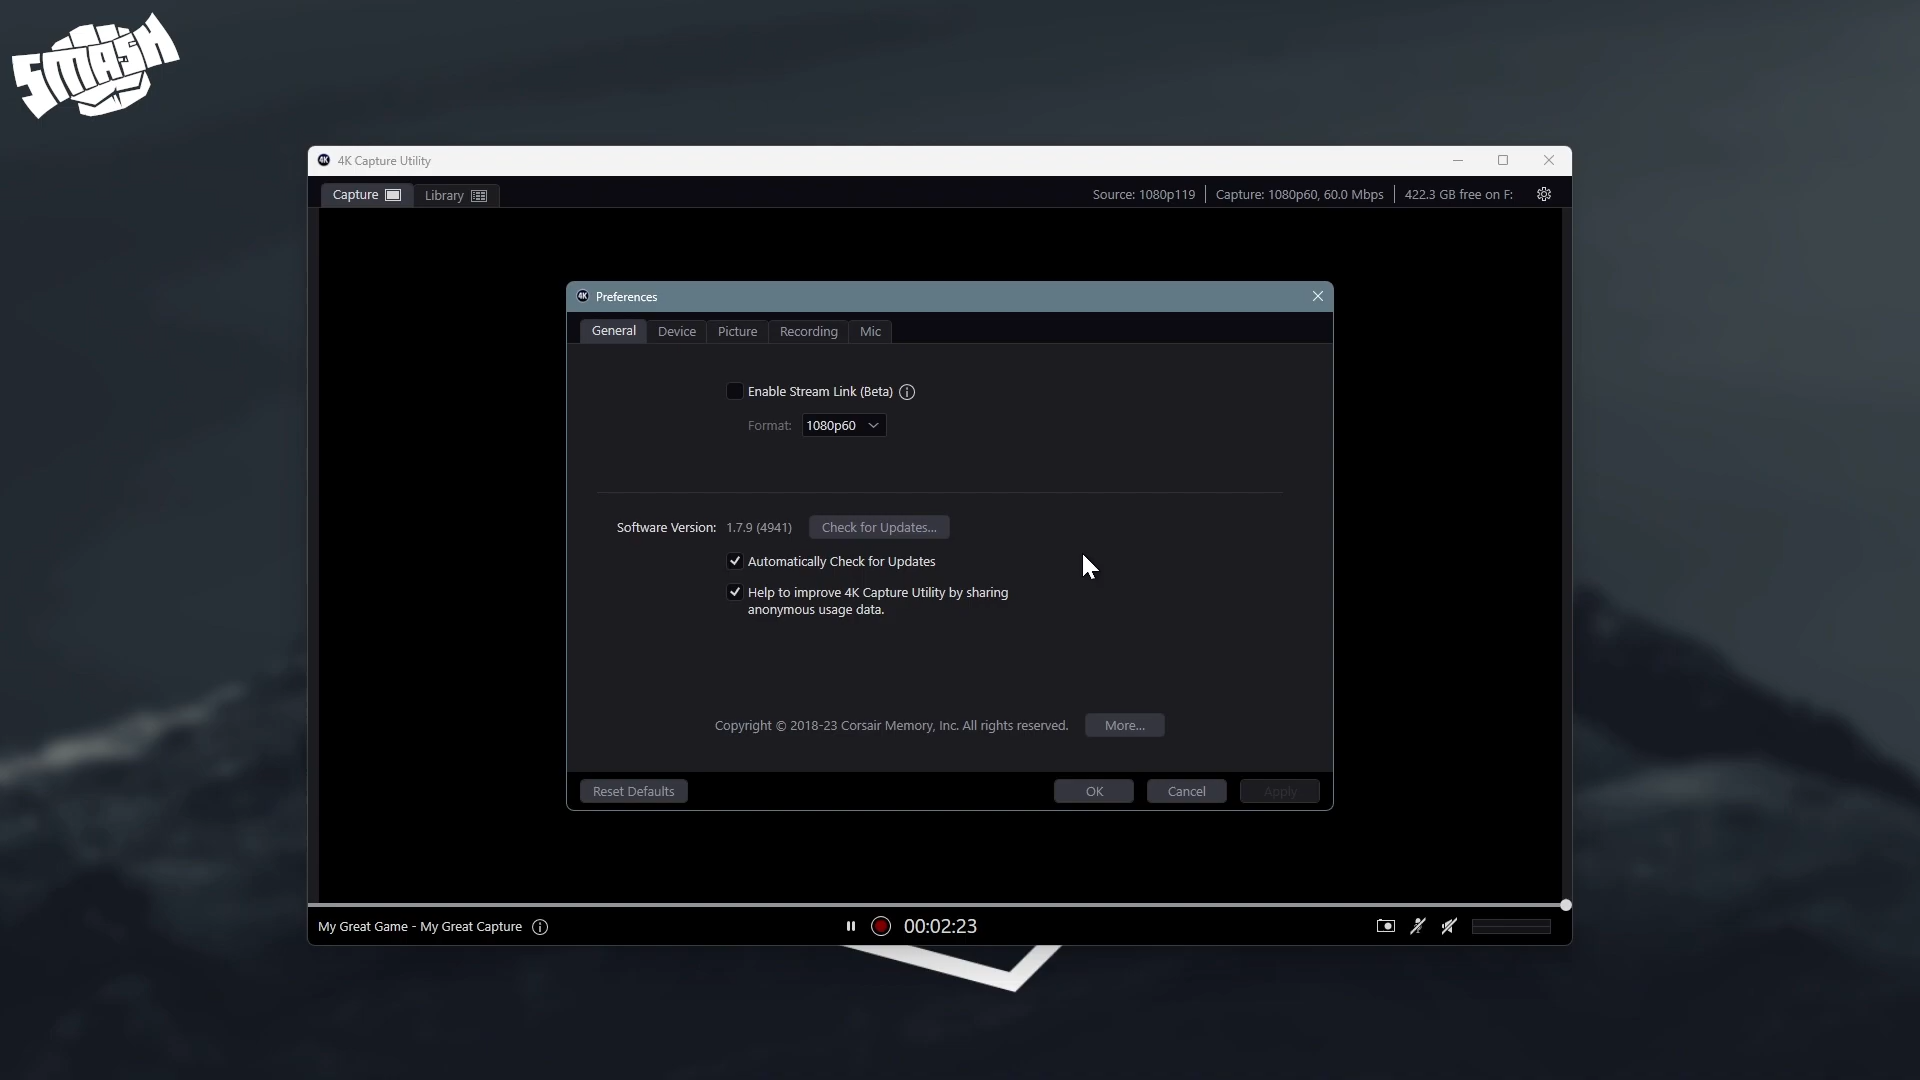 SMASH
4K 4K Capture Utility
Capture Library Source: 1080p119 Capture: 1080p60, 60.0 Mbps 422.3 GB free on F:
4K Preferences
General Device Picture Recording Mic
Enable Stream Link (Beta)
Format: 1080p60
Software Version: 1.7.9 (4941) Check for Updates...
Automatically Check for Updates
Help to improve 4K Capture Utility by sharing
anonymous usage data.
Copyright © 2018-23 Corsair Memory, Inc. All rights reserved. More...
Reset Defaults OK Cancel Apply
My Great Game - My Great Capture 00:02:23